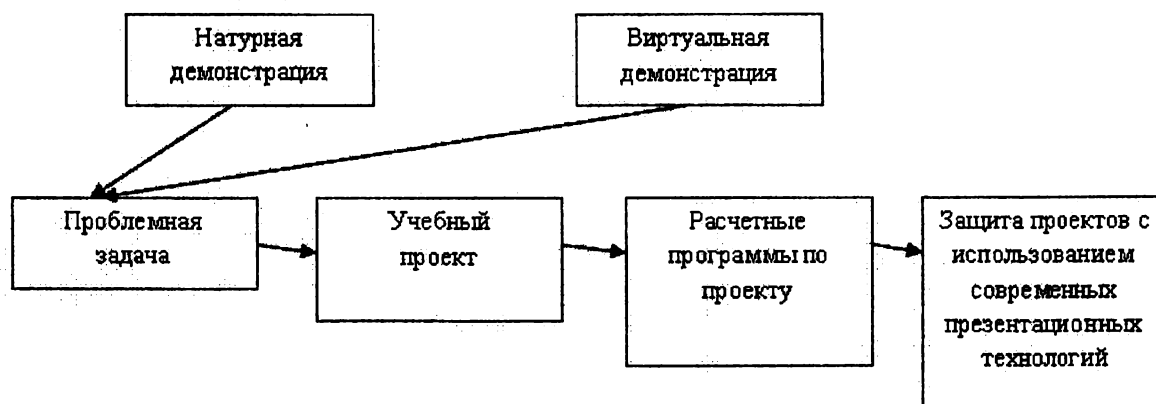 Натурная
демонстрация
Виртуальная
демонстрация
Проблемная
задача
Учебный
проект
Расчетные
программы по
проекту
Защита проектов с
использованием
современных
презентационных
технологий